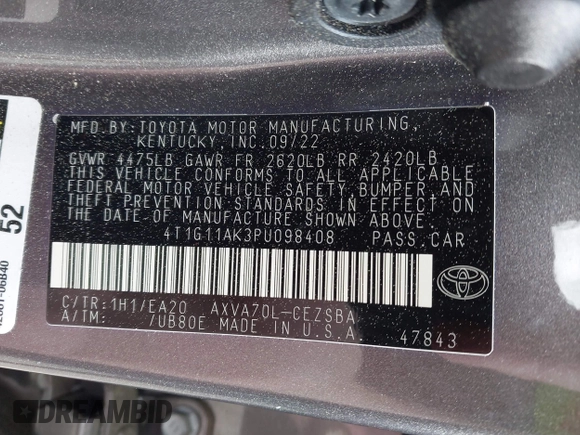 MFD.BY:TOYOTA MOTOR MANUFACTURING,
KENTUCKY, INC.09/22
GVWR 4475LB GAWR FR 2620LB RR 2420LB
THIS VEHICLE CONFORMS TO ALL APPLICABLE
FEDERAL MOTOR VEHICLE SAFETY, BUMPER, AND
THEFT PREVENTION STANDARDS IN EFFECT ON
THE DATE OF MANUFACTURE SHOWN ABOVE.
4T1G11AK3PU098408 PASS.CAR
C/TR:1H1/EA20 AXVA70L-CEZSBA
A/TM: /UB80E MADE IN U.S.A. 47843
52
DREAMBID